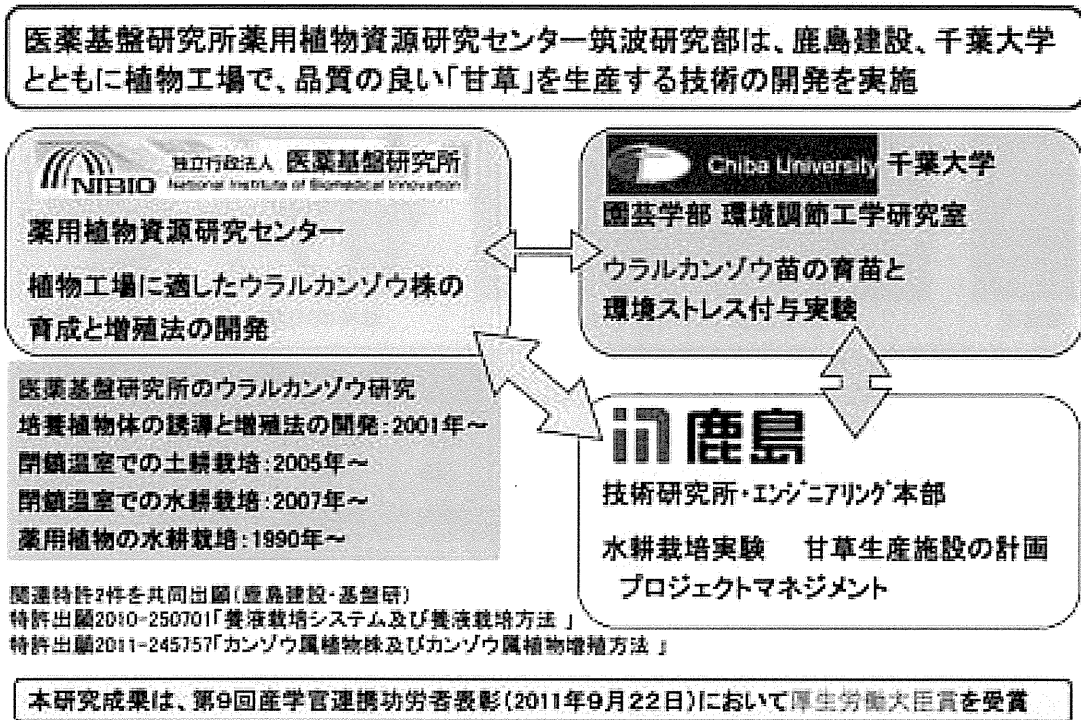 医薬基盤研究所薬用植物資源研究センター筑波研究部は、鹿島建設、千葉大学
とともに植物工場で、品質の良い「甘草」を生産する技術の開発を実施
NIBIO 独立行政法人 医薬基盤研究所
National Institute of Biomedical Innovation
薬用植物資源研究センター
植物工場に適したウラルカンゾウ株の
育成と増殖法の開発
Chiba University 千葉大学
園芸学部 環境調節工学研究室
ウラルカンゾウ苗の育苗と
環境ストレス付与実験
医薬基盤研究所のウラルカンゾウ研究
培養植物体の誘導と増殖法の開発:2001年～
閉鎖温室での土耕栽培:2005年～
閉鎖温室での水耕栽培:2007年～
薬用植物の水耕栽培:1990年～
鹿島
技術研究所・エンジニアリング本部
水耕栽培実験 甘草生産施設の計画
プロジェクトマネジメント
関連特許2件を共同出願(鹿島建設・基盤研)
特許出願2010-250701「養液栽培システム及び養液栽培方法 」
特許出願2011-245757「カンゾウ属植物株及びカンゾウ属植物増殖方法 」
本研究成果は、第9回産学官連携功労者表彰(2011年9月22日)において厚生労働大臣賞を受賞